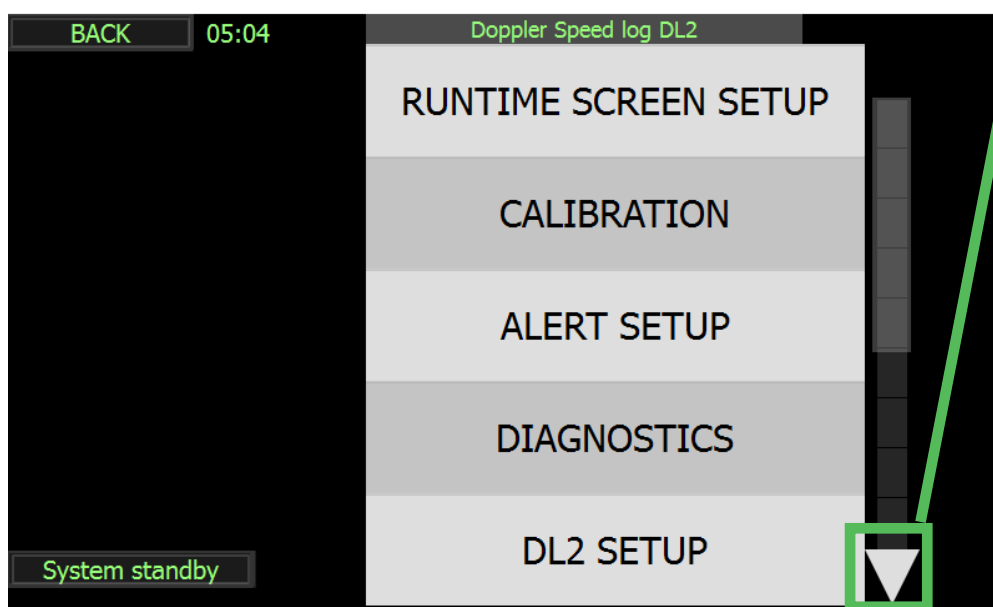 BACK 05:04 Doppler Speed log DL2
RUNTIME SCREEN SETUP
CALIBRATION
ALERT SETUP
DIAGNOSTICS
DL2 SETUP
System standby